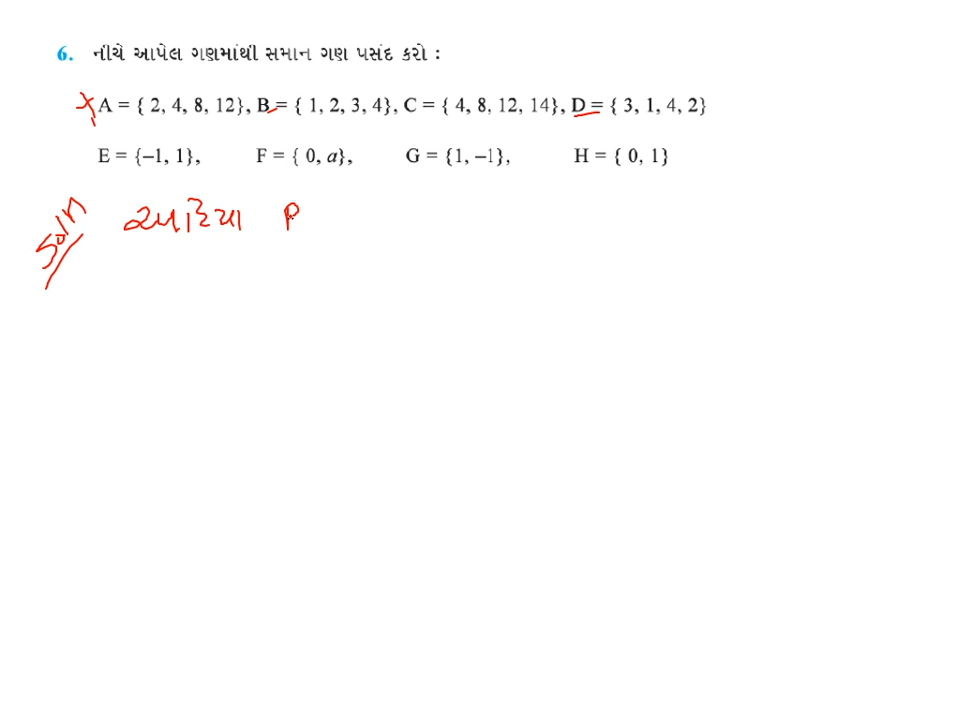 6. નીચે આપેલ ગણમાંથી સમાન ગણ પસંદ કરો :
A = { 2, 4, 8, 12}, B = { 1, 2, 3, 4}, C = { 4, 8, 12, 14}, D = { 3, 1, 4, 2}
E = {–1, 1}, F = { 0, a}, G = {1, –1}, H = { 0, 1}
Soln અહિયા